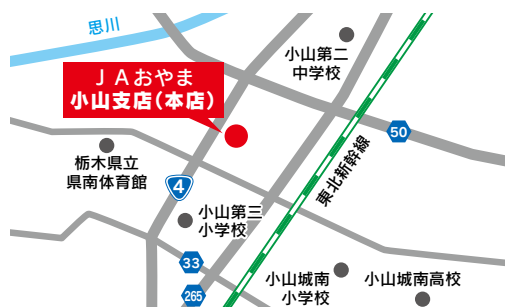 思川
小山第二
中学校
ＪＡおやま
小山支店(本店)
50
栃木県立
県南体育館
東北新幹線
4
小山第三
小学校
33
265
小山城南
小学校
小山城南高校